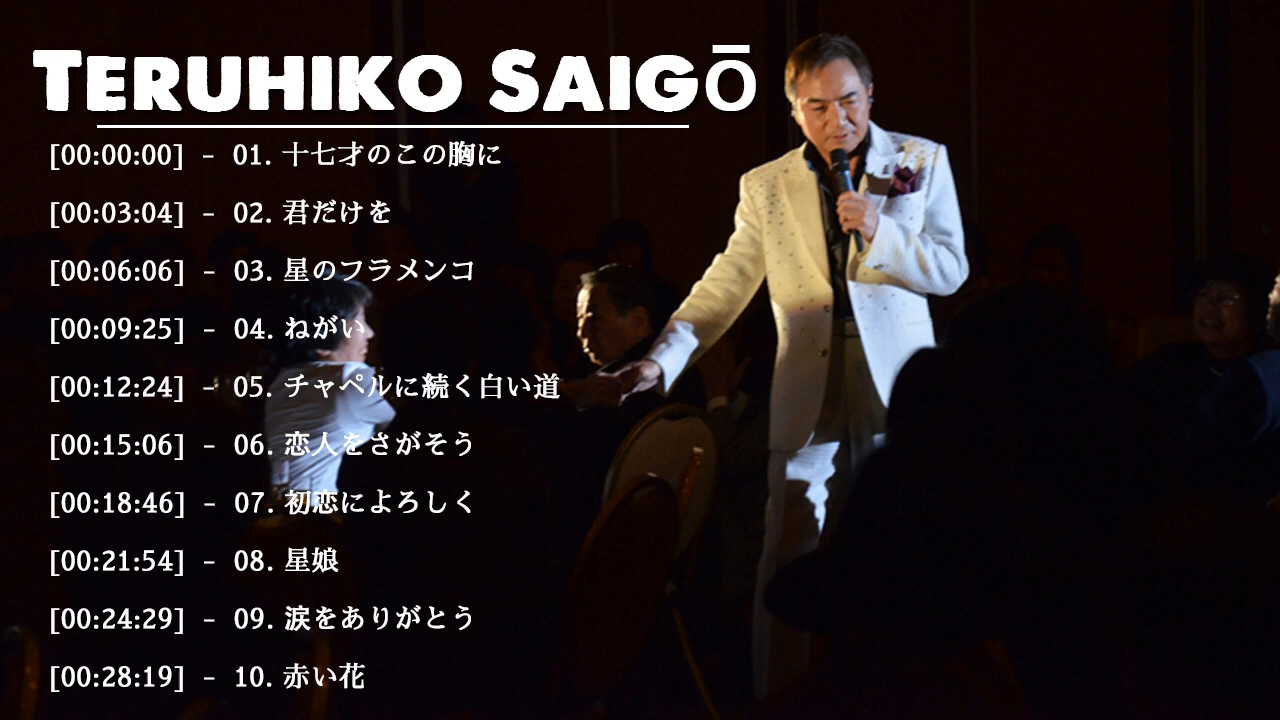 TERUHIKO SAIGŌ
[00:00:00] - 01. 十七才のこの胸に
[00:03:04] - 02. 君だけを
[00:06:06] - 03. 星のフラメンコ
[00:09:25] - 04. ねがい
[00:12:24] - 05. チャペルに続く白い道
[00:15:06] - 06. 恋人をさがそう
[00:18:46] - 07. 初恋によろしく
[00:21:54] - 08. 星娘
[00:24:29] - 09. 涙をありがとう
[00:28:19] - 10. 赤い花